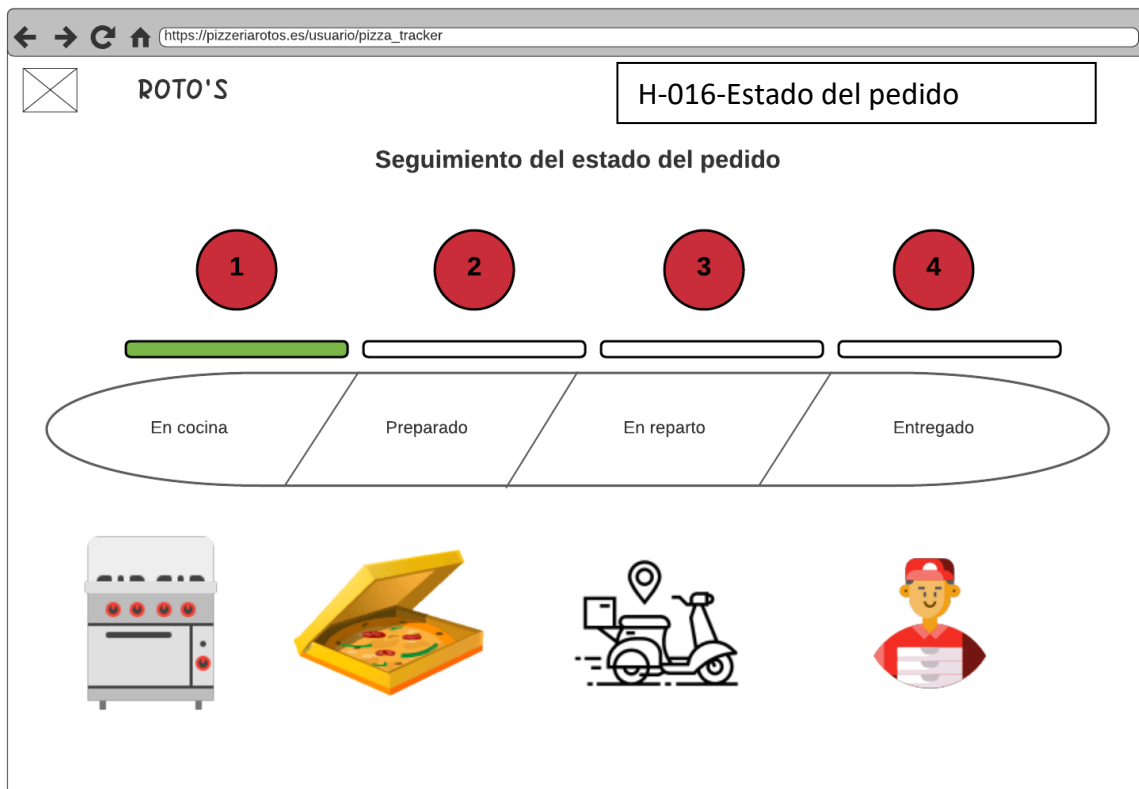 https://pizzeriarotos.es/usuario/pizza_tracker
ROTO'S
H-016-Estado del pedido
Seguimiento del estado del pedido
1 2 3 4
En cocina Preparado En reparto Entregado